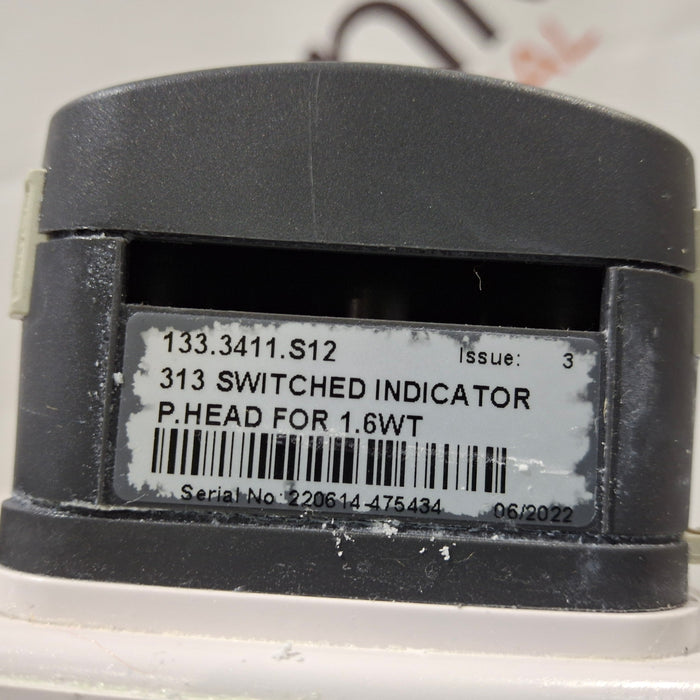 133.3411.S12 Issue: 3
313 SWITCHED INDICATOR
P.HEAD FOR 1.6WT
Serial No: 220614-475434 06/2022